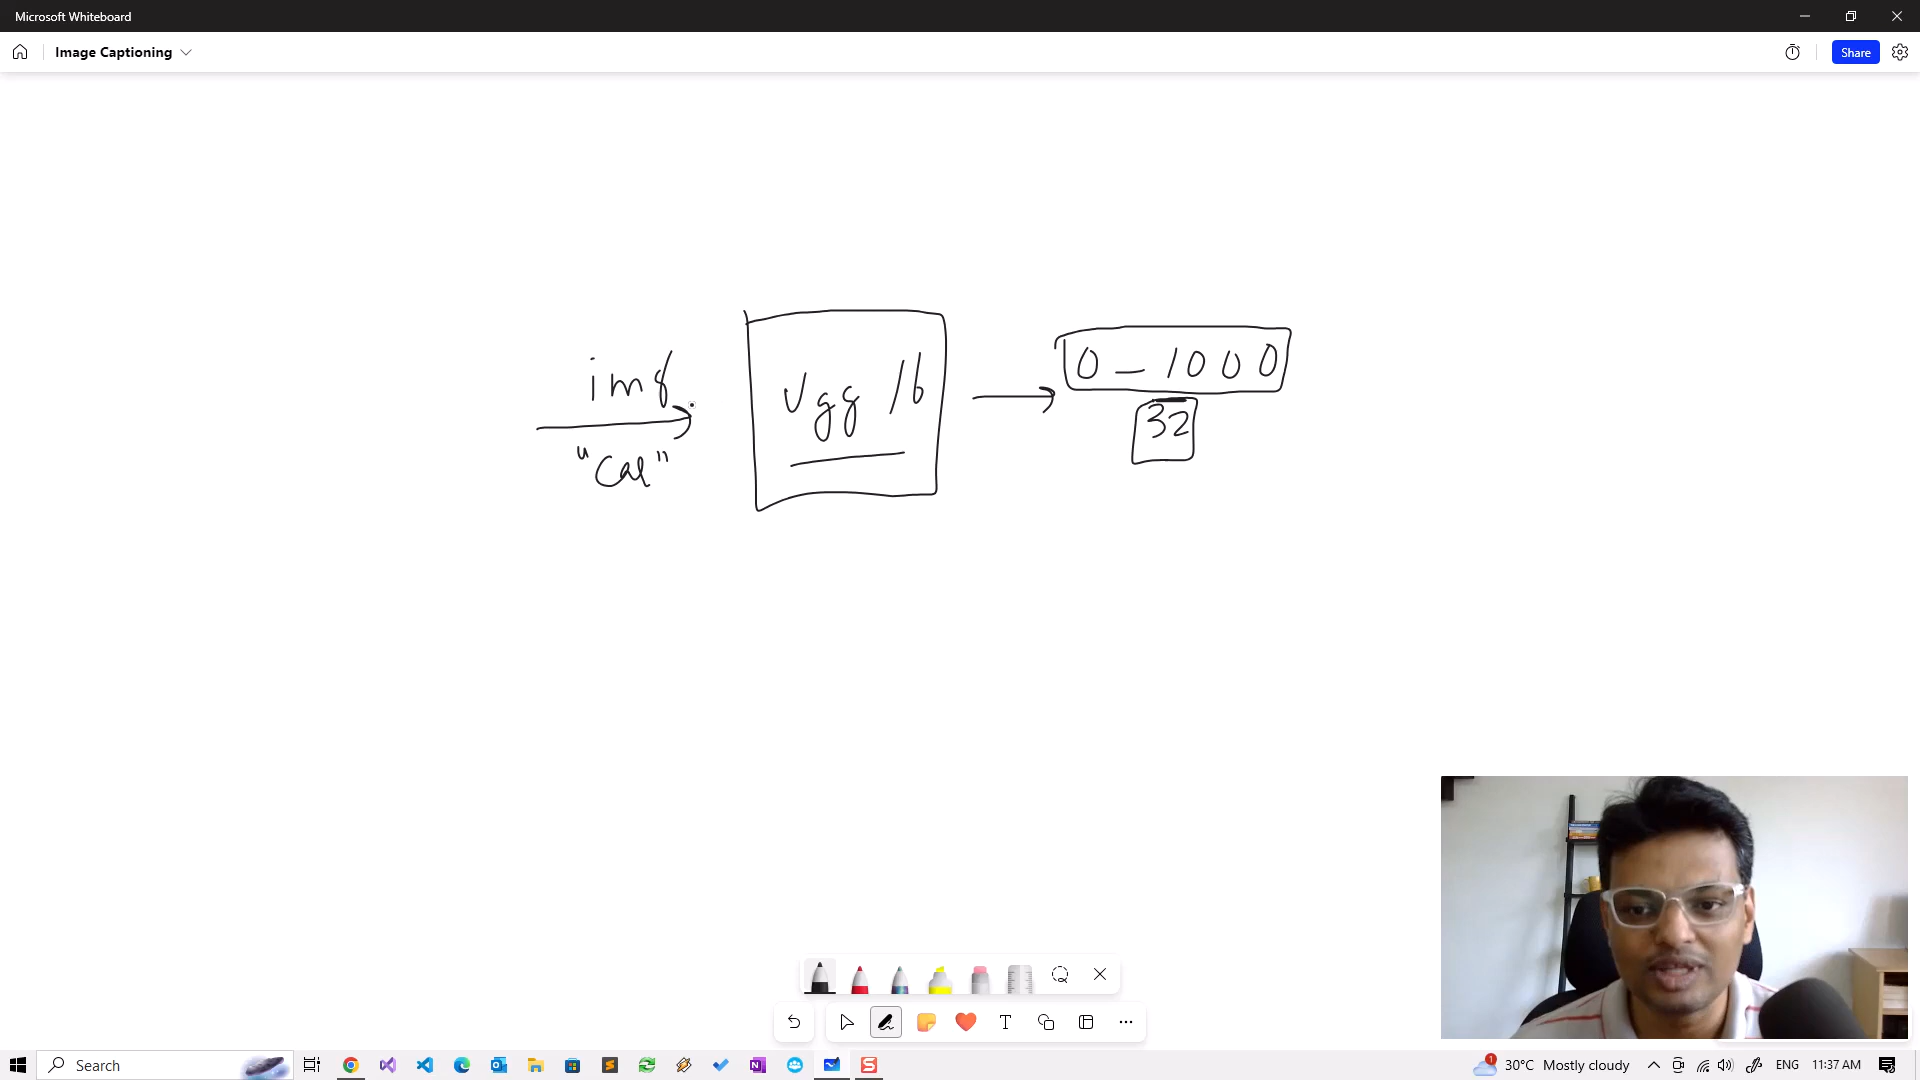 Microsoft Whiteboard
Image Captioning
Share
img
"Cat"
Vgg 16
0 - 1000
32
T
Search
1
30°C Mostly cloudy
ENG
11:37 AM